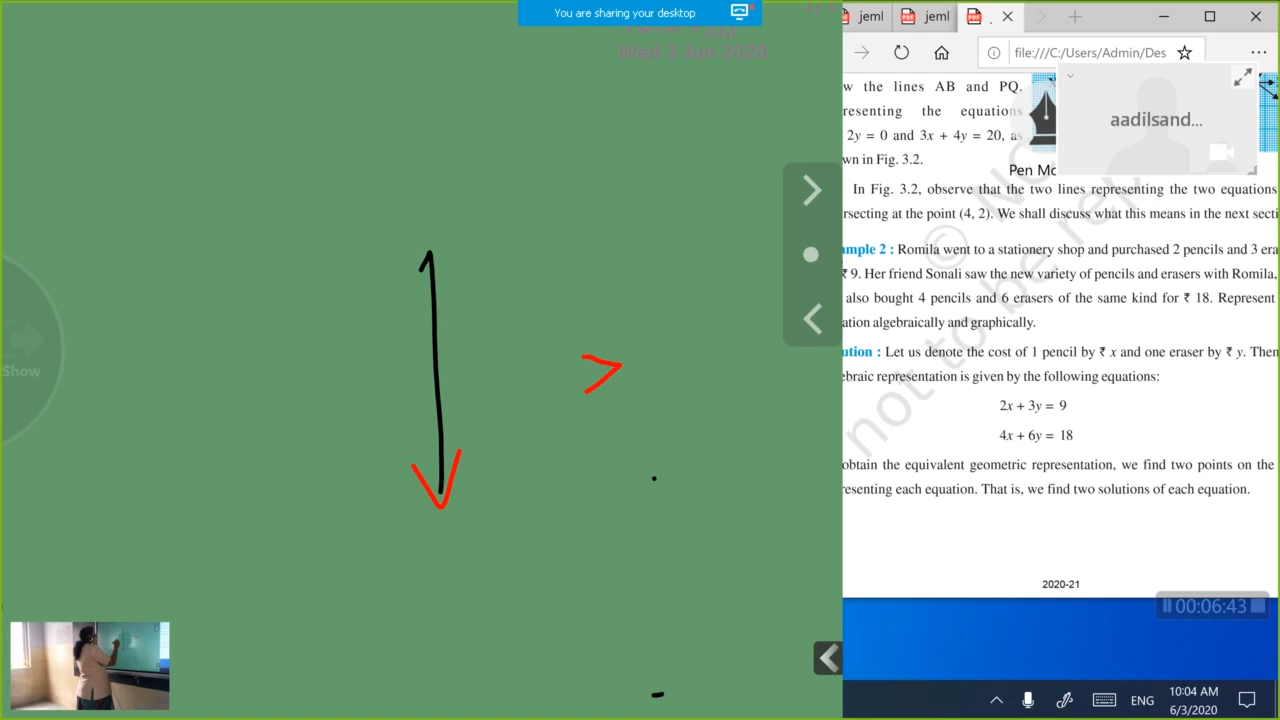 You are sharing your desktop
Wed 3 Jun 2020
Show
jeml
jeml
file:///C:/Users/Admin/Des
aadilsand...
w the lines AB and PQ,
resenting the equations
2y = 0 and 3x + 4y = 20, as
wn in Fig. 3.2.
In Fig. 3.2, observe that the two lines representing the two equations
rsecting at the point (4, 2). We shall discuss what this means in the next secti
mple 2 : Romila went to a stationery shop and purchased 2 pencils and 3 era
₹ 9. Her friend Sonali saw the new variety of pencils and erasers with Romila,
also bought 4 pencils and 6 erasers of the same kind for ₹ 18. Represent
ation algebraically and graphically.
ution : Let us denote the cost of 1 pencil by ₹ x and one eraser by ₹ y. Then
ebraic representation is given by the following equations:
2x + 3y = 9
4x + 6y = 18
obtain the equivalent geometric representation, we find two points on the
resenting each equation. That is, we find two solutions of each equation.
2020-21
not to be rep
00:06:43
ENG
10:04 AM
6/3/2020